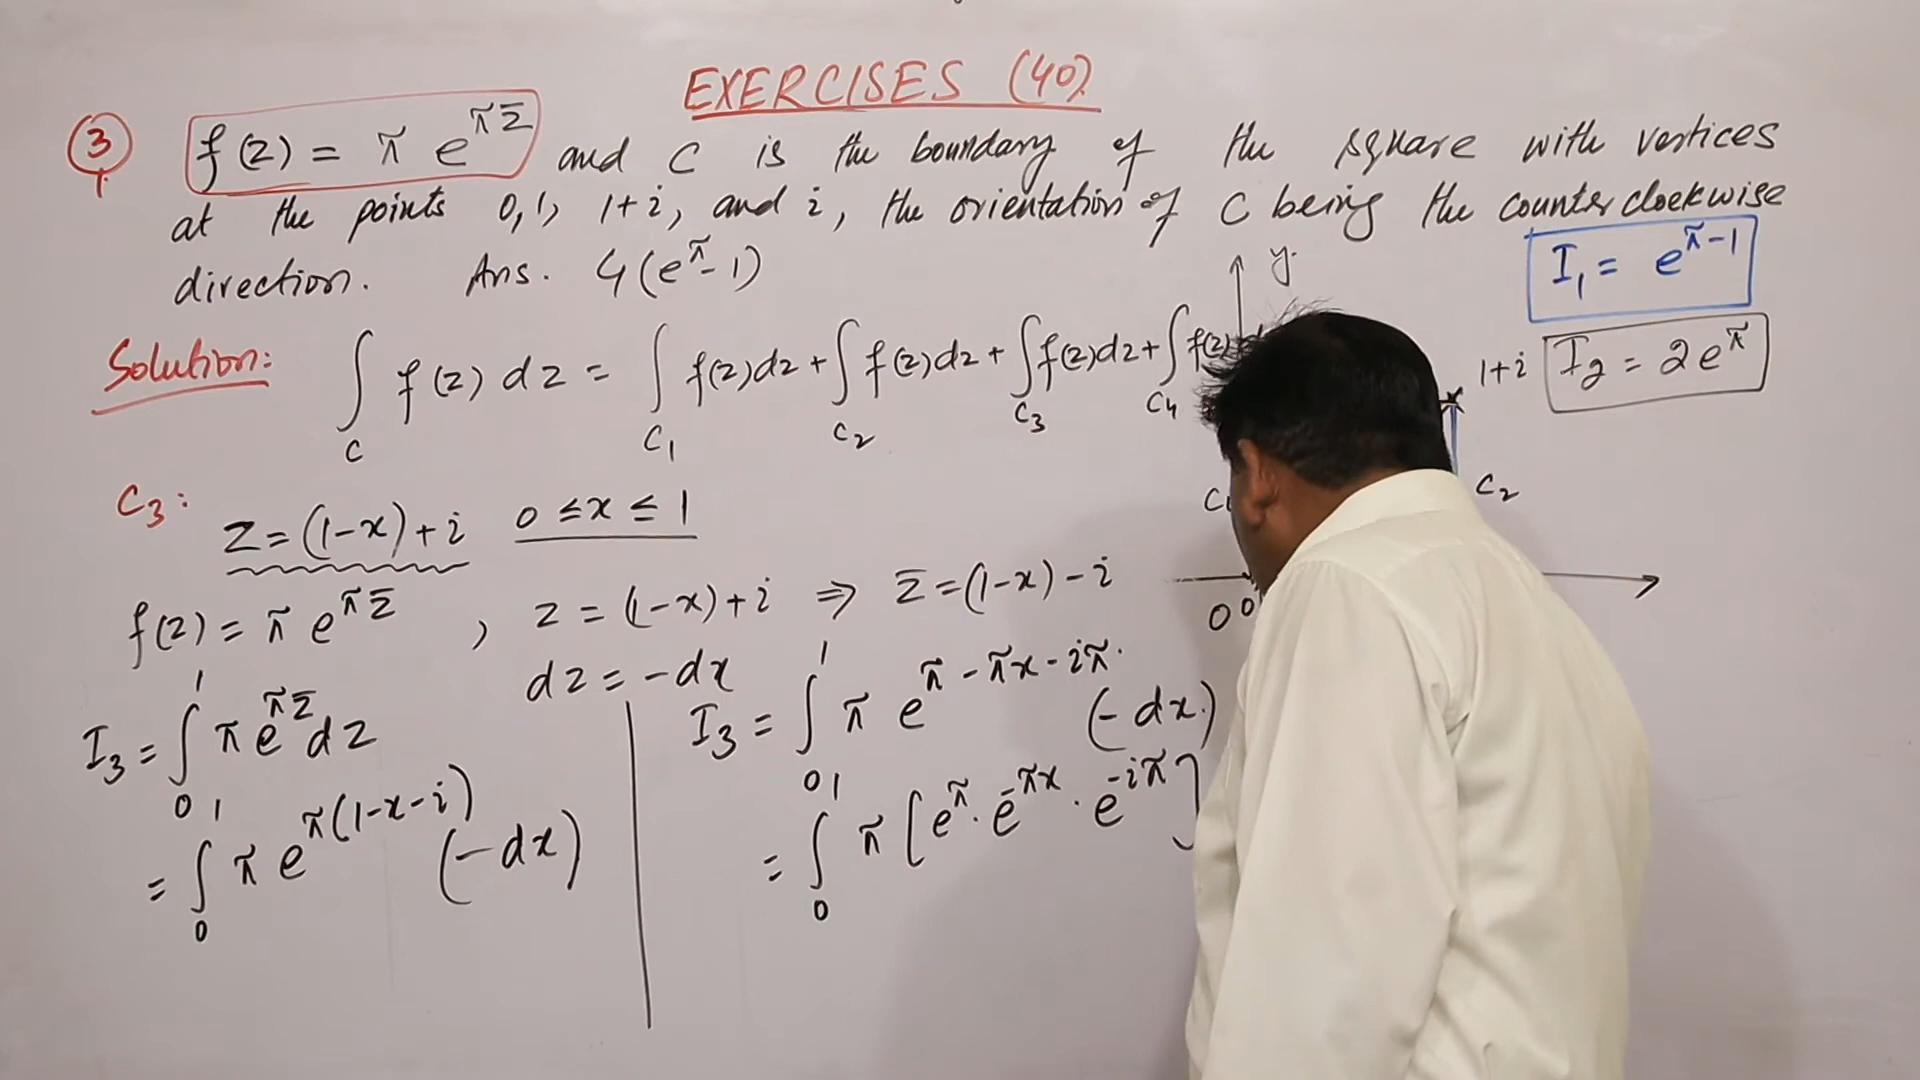 EXERCISES (40)
③ f(z) = π e^{π z̄} and C is the boundary of the square with vertices
at the points 0, 1, 1+i, and i, the orientation of C being the counterclockwise
direction. Ans. 4(e^π - 1)
I₁ = e^{π-1}
I₂ = 2e^π
y
Solution: ∫_C f(z) dz = ∫_{C₁} f(z)dz + ∫_{C₂} f(z)dz + ∫_{C₃} f(z)dz + ∫_{C₄} f(z)
1+i
C₂
C₃: z = (1-x)+i 0 ≤ x ≤ 1
f(z) = π e^{π z̄}, z = (1-x)+i ⇒ z̄ = (1-x)-i
dz = -dx
0 0
I₃ = ∫₀¹ π e^{π z̄} dz
= ∫₀¹ π e^{π(1-x-i)} (-dx)
I₃ = ∫₀¹ π e^{π - πx - iπ} (-dx)
= ∫₀¹ π [e^π · e^{-πx} · e^{-iπ}]